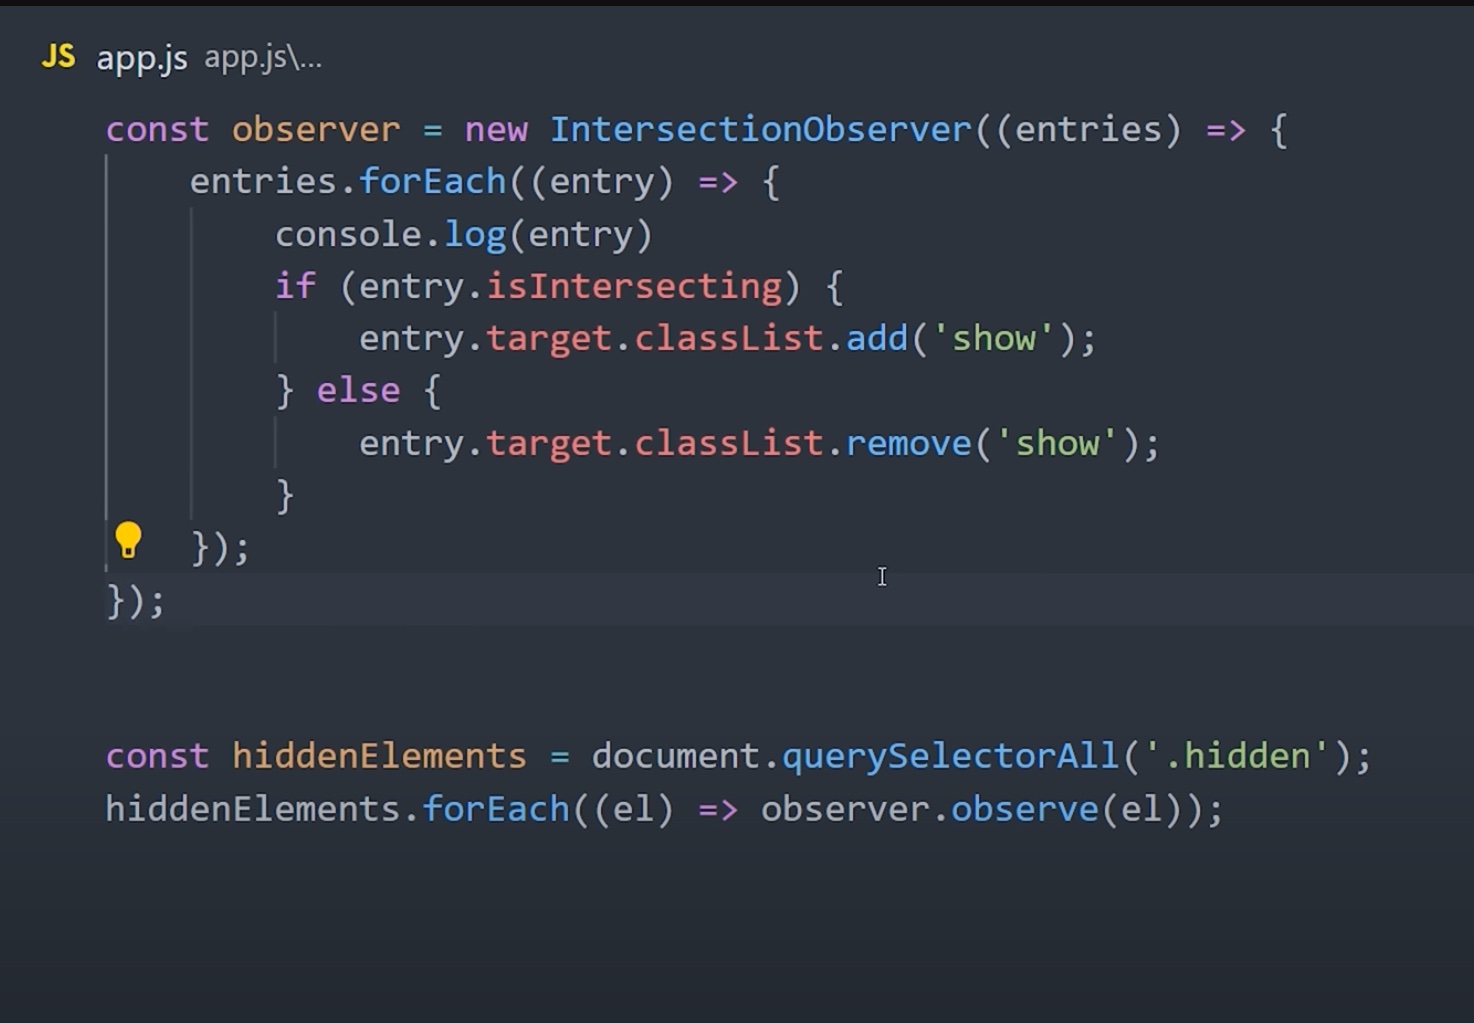 JS app.js app.js\...
const observer = new IntersectionObserver((entries) => {
    entries.forEach((entry) => {
        console.log(entry)
        if (entry.isIntersecting) {
            entry.target.classList.add('show');
        } else {
            entry.target.classList.remove('show');
        }
    });
});
const hiddenElements = document.querySelectorAll('.hidden');
hiddenElements.forEach((el) => observer.observe(el));